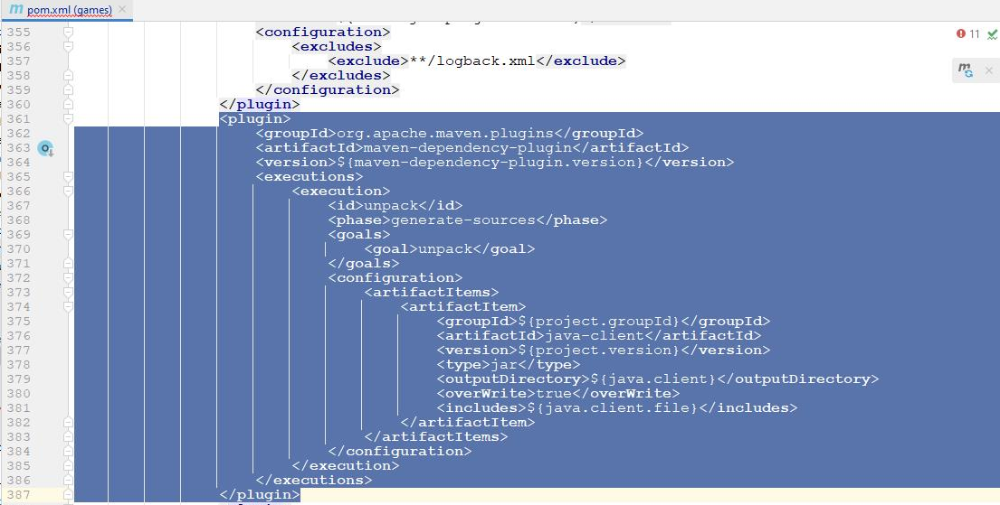 pom.xml (games)
11
355 <configuration>
356 <excludes>
357 <exclude>**/logback.xml</exclude>
358 </excludes>
359 </configuration>
360 </plugin>
361 <plugin>
362 <groupId>org.apache.maven.plugins</groupId>
363 <artifactId>maven-dependency-plugin</artifactId>
364 <version>${maven-dependency-plugin.version}</version>
365 <executions>
366 <execution>
367 <id>unpack</id>
368 <phase>generate-sources</phase>
369 <goals>
370 <goal>unpack</goal>
371 </goals>
372 <configuration>
373 <artifactItems>
374 <artifactItem>
375 <groupId>${project.groupId}</groupId>
376 <artifactId>java-client</artifactId>
377 <version>${project.version}</version>
378 <type>jar</type>
379 <outputDirectory>${java.client}</outputDirectory>
380 <overWrite>true</overWrite>
381 <includes>${java.client.file}</includes>
382 </artifactItem>
383 </artifactItems>
384 </configuration>
385 </execution>
386 </executions>
387 </plugin>